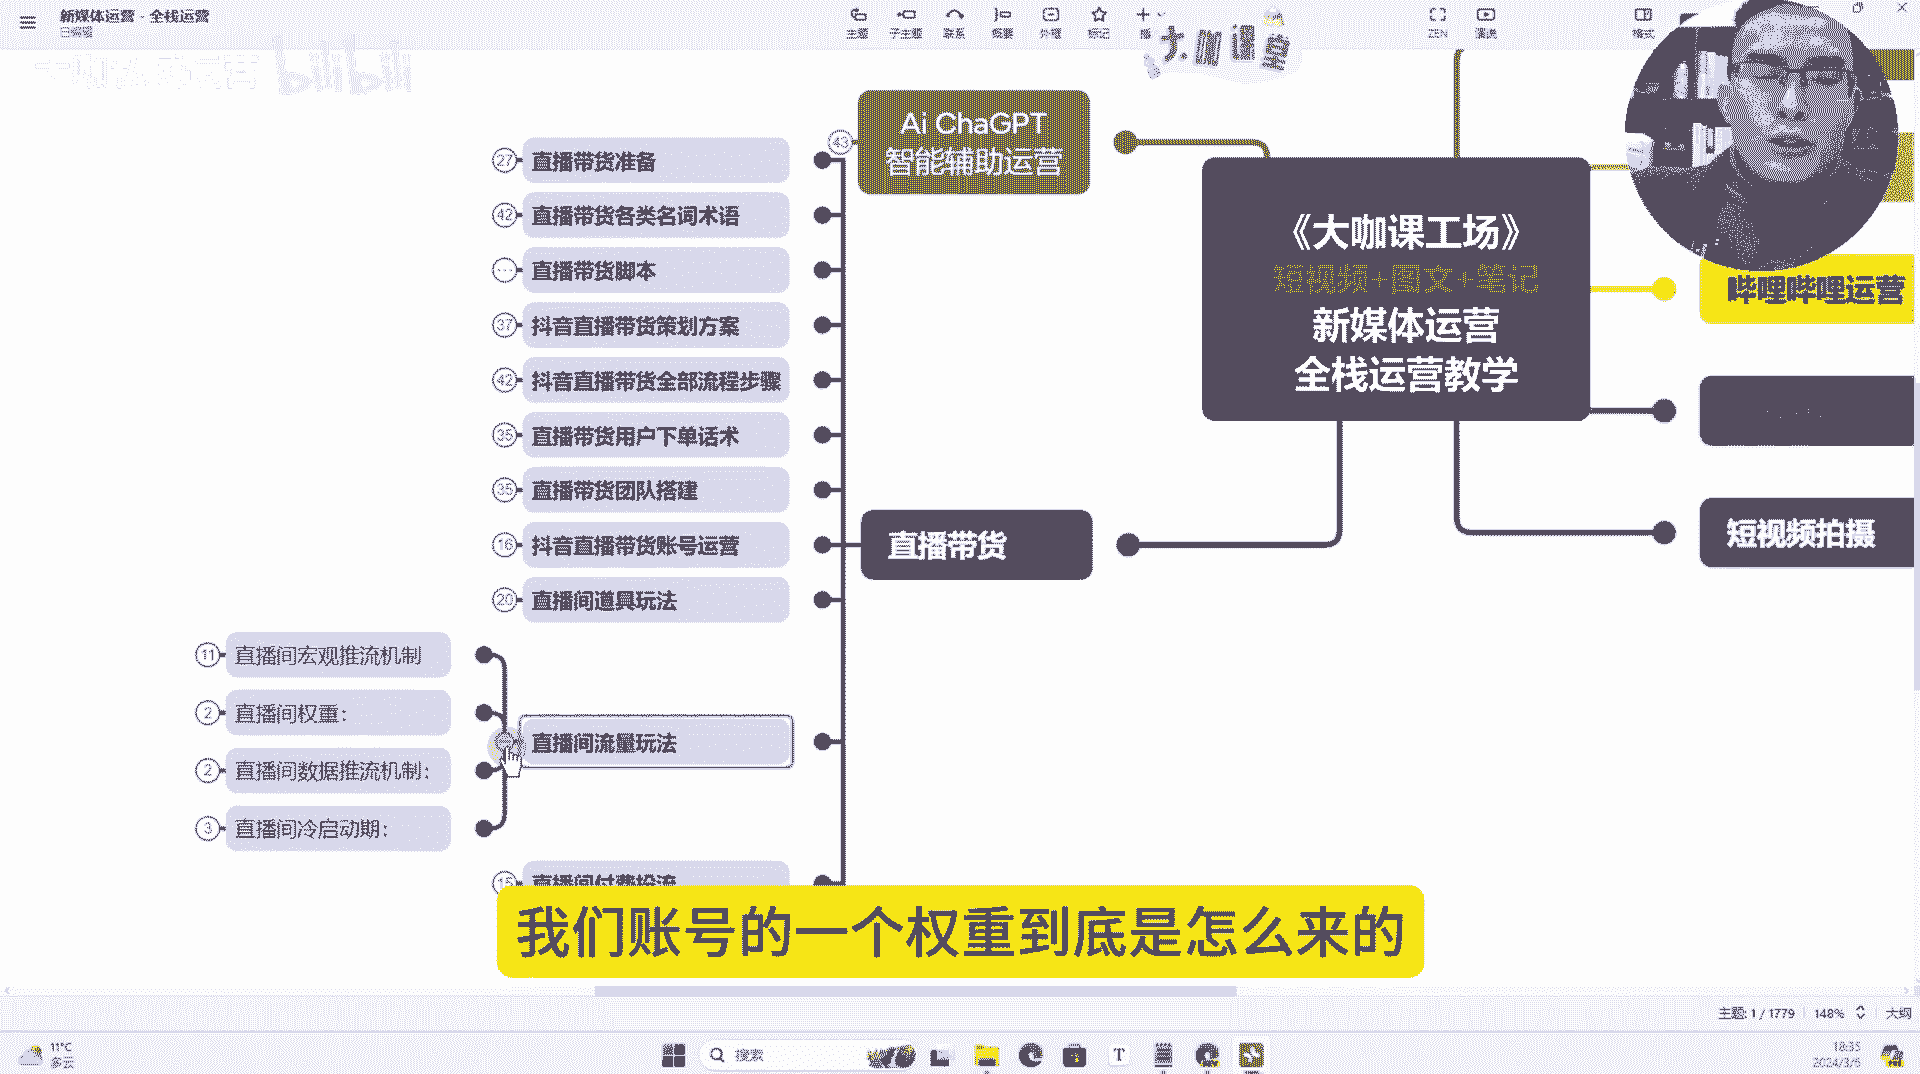 新媒体运营 - 全栈运营
已编辑
主题
子主题
联系
概要
外框
标记
ZEN
演说
格式
bilibili
大咖课堂
Ai ChaGPT
智能辅助运营
43
27
直播带货准备
42
直播带货各类名词术语
直播带货脚本
37
抖音直播带货策划方案
42
抖音直播带货全部流程步骤
35
直播带货用户下单话术
35
直播带货团队搭建
16
抖音直播带货账号运营
20
直播间道具玩法
11
直播间宏观推流机制
2
直播间权重：
2
直播间数据推流机制：
3
直播间冷启动期：
直播间流量玩法
15
直播间付费投流
直播带货
《大咖课工场》
短视频+图文+笔记
新媒体运营
全栈运营教学
哔哩哔哩运营
短视频拍摄
我们账号的一个权重到底是怎么来的
主题: 1 / 1779
148%
大纲
11°C
多云
搜索
18:35
2024/3/6